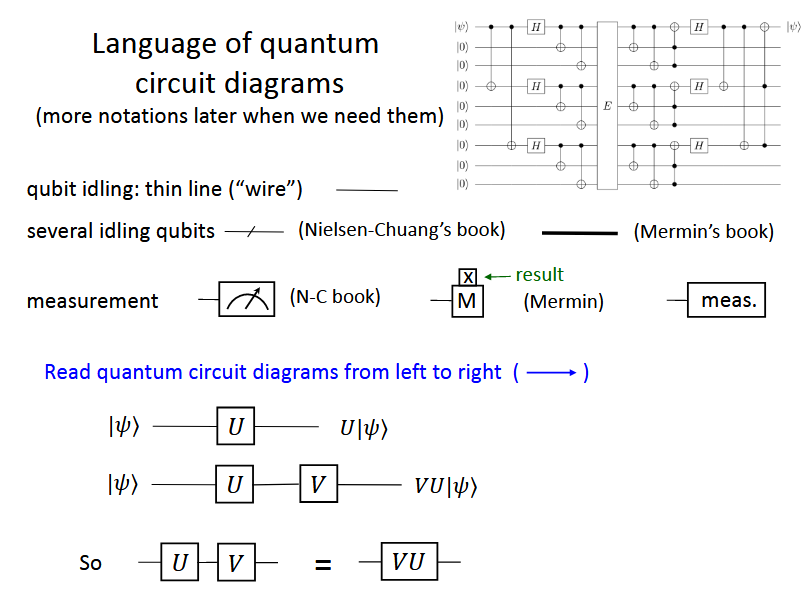 Language of quantum
circuit diagrams
(more notations later when we need them)
|ψ⟩ H H |ψ⟩
|0⟩
|0⟩
|0⟩ H H
|0⟩ E
|0⟩
|0⟩ H H
|0⟩
|0⟩
qubit idling: thin line (“wire”)
several idling qubits (Nielsen-Chuang’s book) (Mermin’s book)
X result
measurement (N-C book) M (Mermin) meas.
Read quantum circuit diagrams from left to right ( )
|ψ⟩ U U|ψ⟩
|ψ⟩ U V VU|ψ⟩
So U V = VU